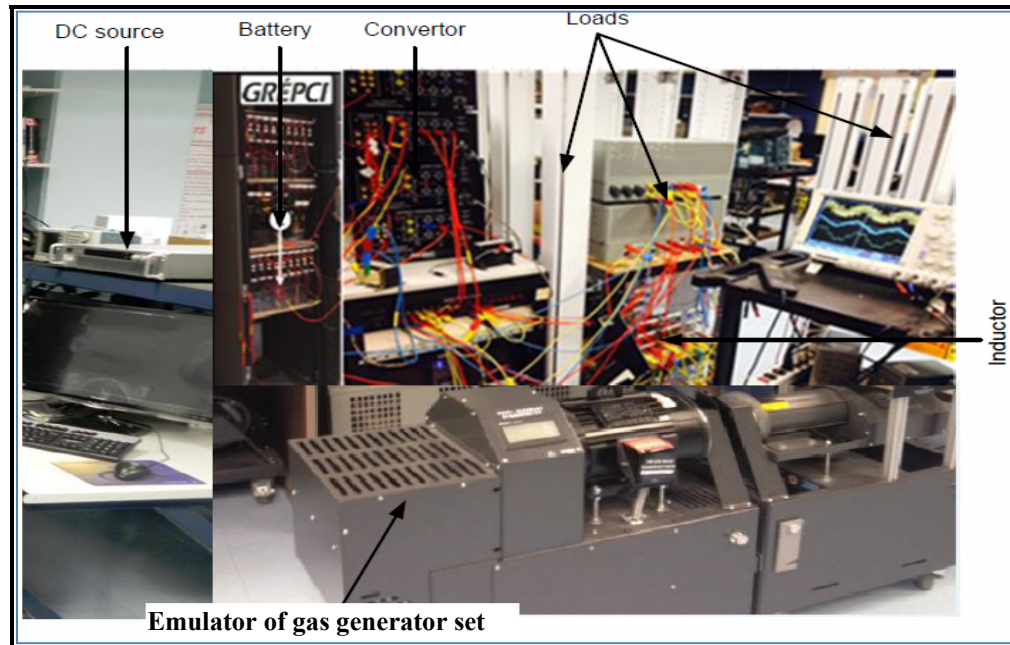 DC source
Battery
Convertor
Loads
GRÉPCI
Inductor
Emulator of gas generator set